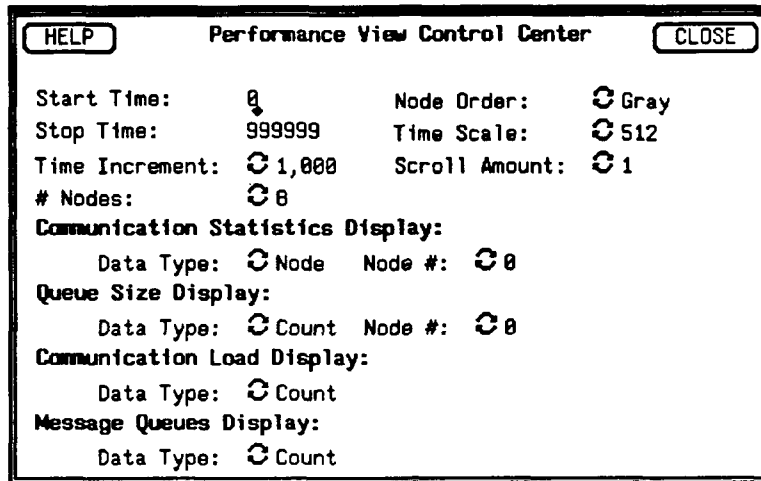 HELP Performance View Control Center CLOSE
Start Time: 0 Node Order: Gray
Stop Time: 999999 Time Scale: 512
Time Increment: 1,000 Scroll Amount: 1
# Nodes: 8
Communication Statistics Display:
Data Type: Node Node #: 0
Queue Size Display:
Data Type: Count Node #: 0
Communication Load Display:
Data Type: Count
Message Queues Display:
Data Type: Count